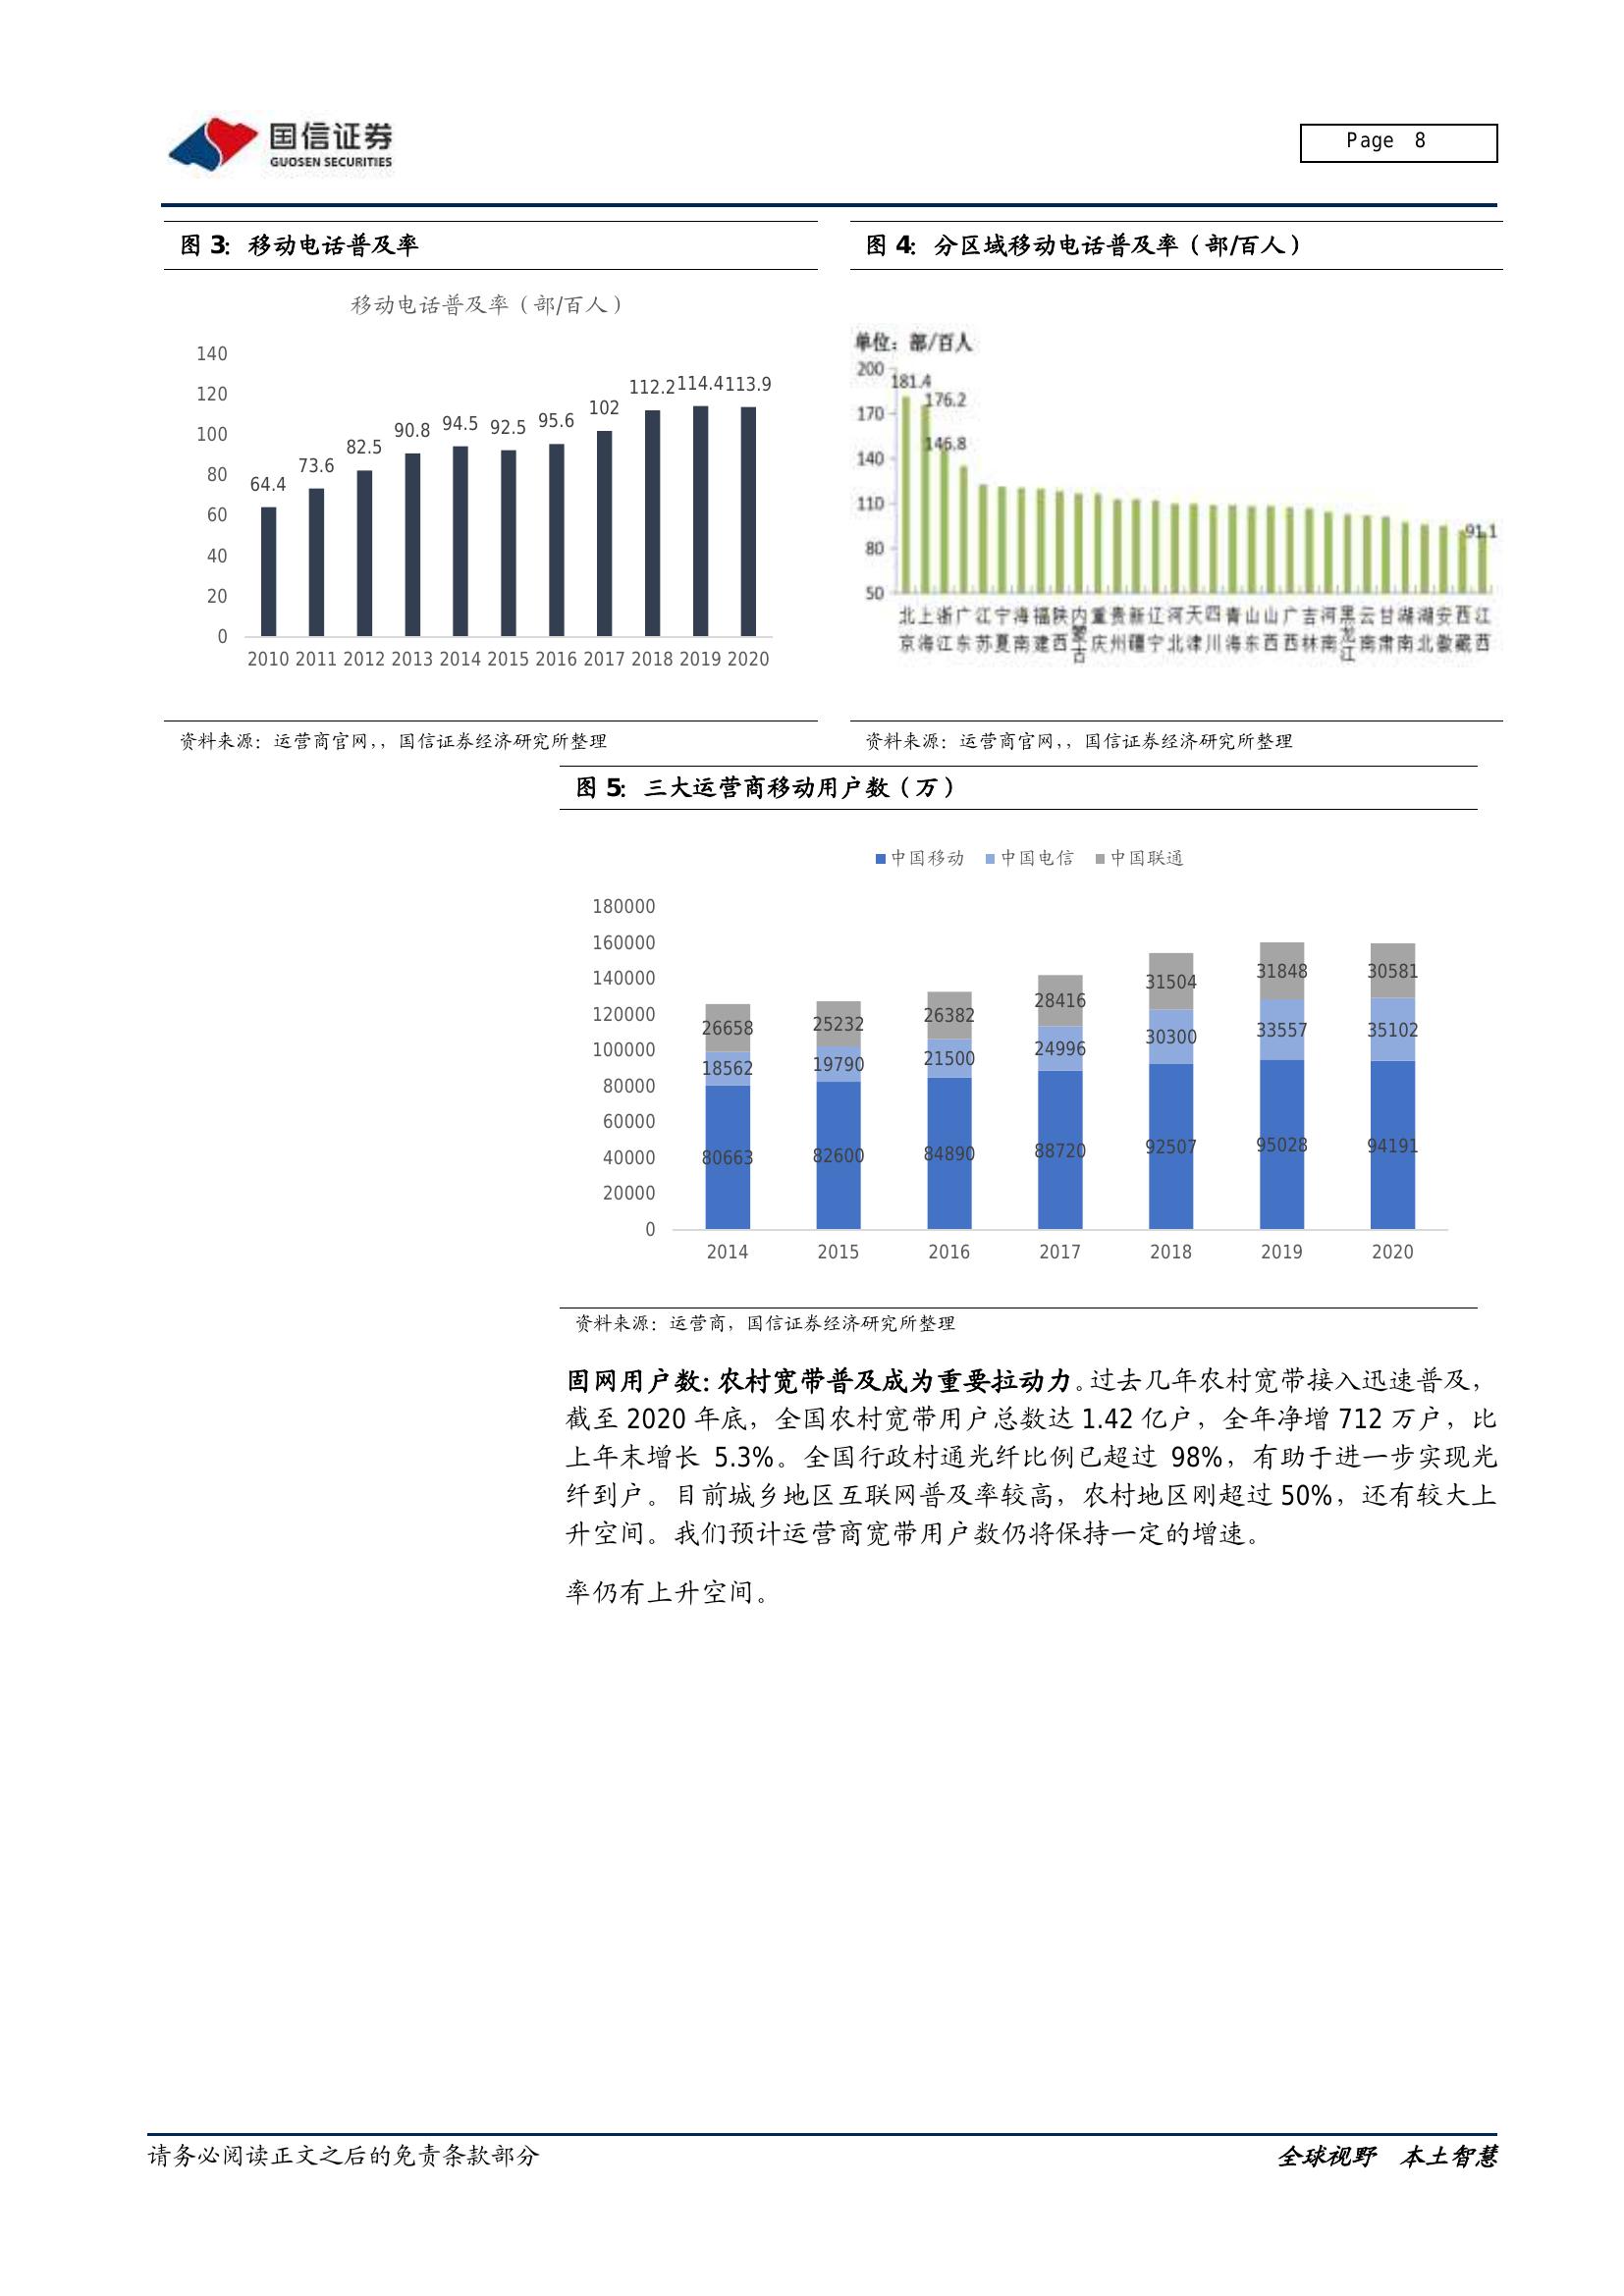 国信证券
GUOSEN SECURITIES
Page 8
图 3: 移动电话普及率
移动电话普及率（部/百人）
140
120
100
80
60
40
20
0
64.4
73.6
82.5
90.8
94.5
92.5
95.6
102
112.2
114.4
113.9
2010 2011 2012 2013 2014 2015 2016 2017 2018 2019 2020
资料来源：运营商官网，，国信证券经济研究所整理
图 4: 分区域移动电话普及率（部/百人）
单位：部/百人
200
170
140
110
80
50
181.4
176.2
146.8
91.1
北京 上海 浙江 广东 江苏 宁夏 海南 福建 陕西 内蒙古 重庆 贵州 新疆 辽宁 河北 天津 四川 青海 山东 山西 广西 吉林 河南 黑龙江 云南 甘肃 湖南 湖北 安徽 西藏 江西
资料来源：运营商官网，，国信证券经济研究所整理
图 5: 三大运营商移动用户数（万）
中国移动 中国电信 中国联通
180000
160000
140000
120000
100000
80000
60000
40000
20000
0
26658 25232 26382 28416 31504 31848 30581
18562 19790 21500 24996 30300 33557 35102
80663 82600 84890 88720 92507 95028 94191
2014 2015 2016 2017 2018 2019 2020
资料来源：运营商，国信证券经济研究所整理
固网用户数：农村宽带普及成为重要拉动力。过去几年农村宽带接入迅速普及，
截至 2020 年底，全国农村宽带用户总数达 1.42 亿户，全年净增 712 万户，比
上年末增长 5.3%。全国行政村通光纤比例已超过 98%，有助于进一步实现光
纤到户。目前城乡地区互联网普及率较高，农村地区刚超过 50%，还有较大上
升空间。我们预计运营商宽带用户数仍将保持一定的增速。
率仍有上升空间。
请务必阅读正文之后的免责条款部分
全球视野 本土智慧